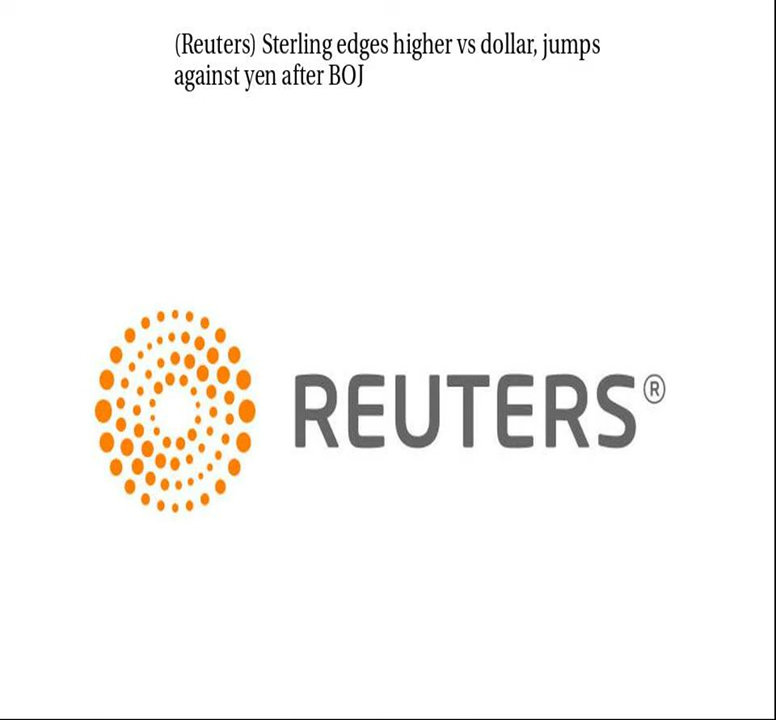 (Reuters) Sterling edges higher vs dollar, jumps
against yen after BOJ
REUTERS®